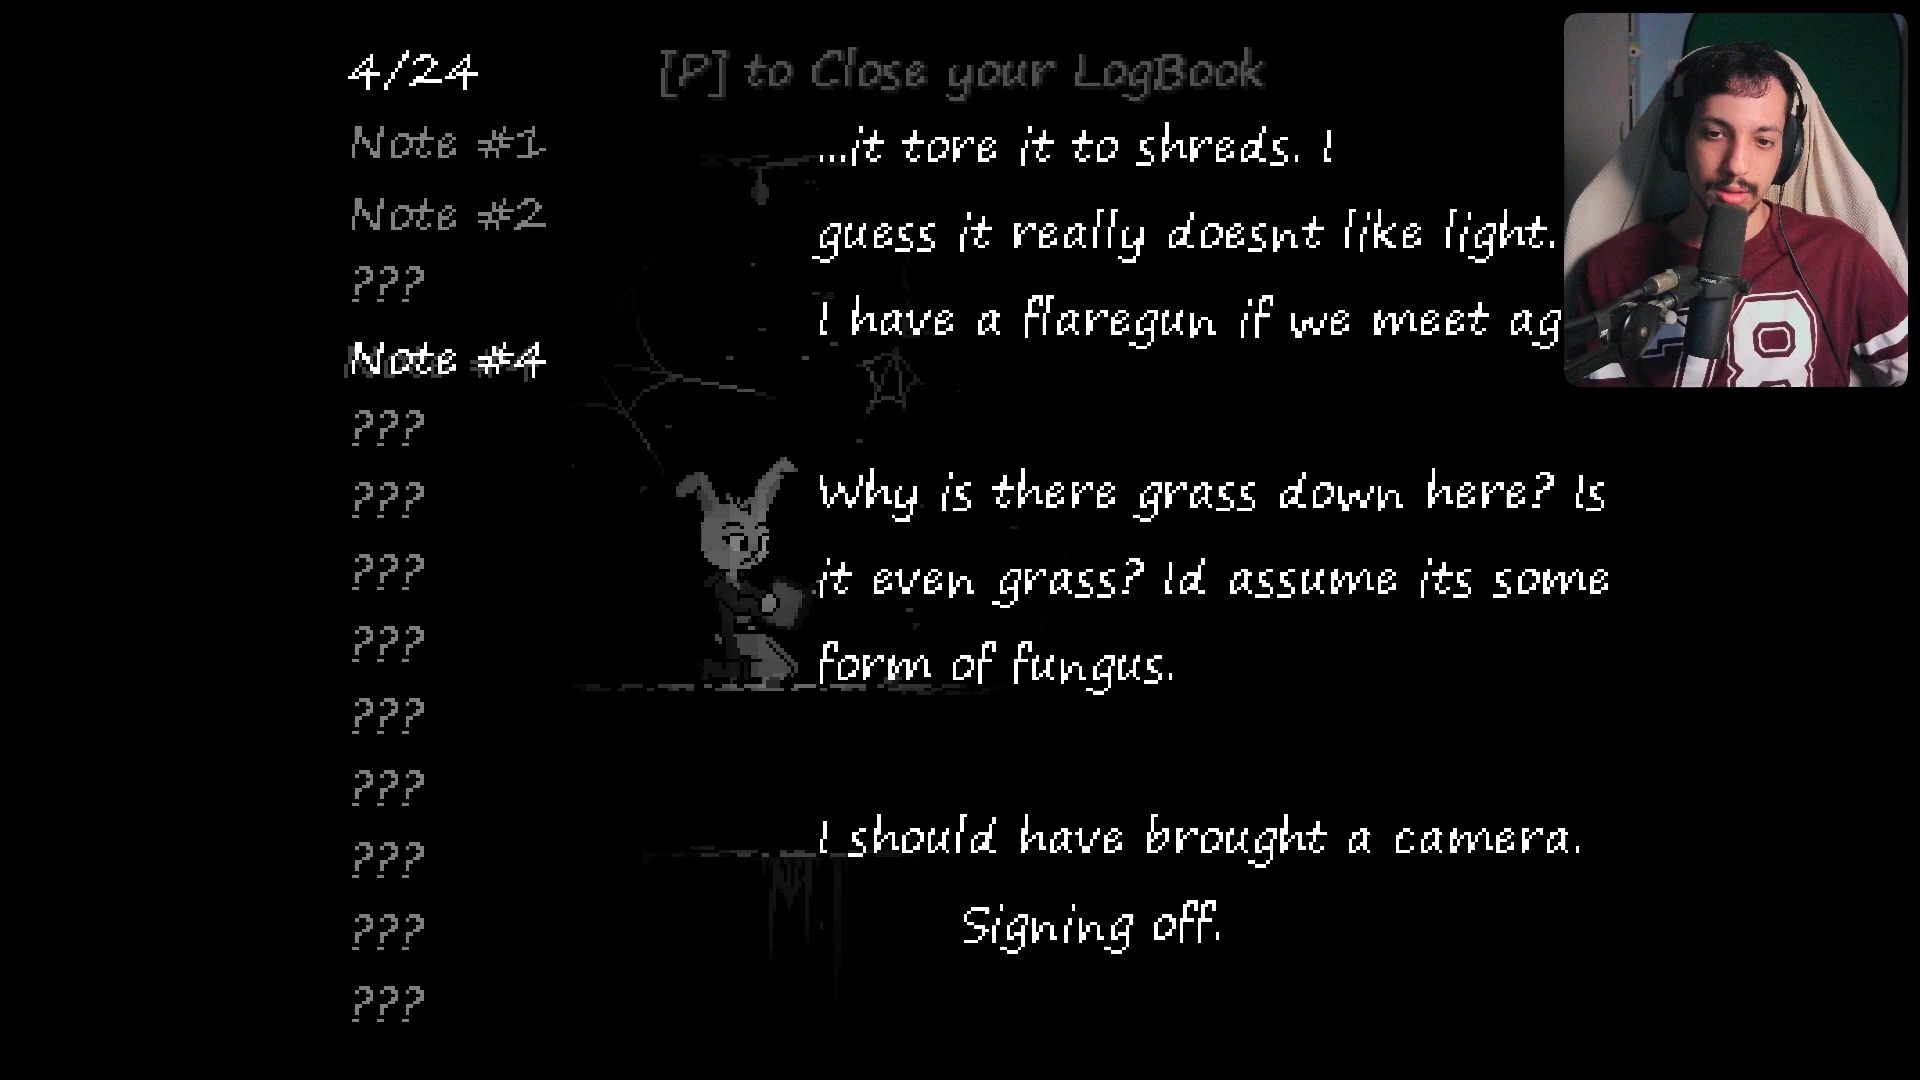 4/24
[P] to Close your LogBook
Note #1
Note #2
???
Note #4
???
???
???
???
???
???
???
???
???
...it tore it to shreds. I
guess it really doesnt like light.
I have a flaregun if we meet ag
Why is there grass down here? Is
it even grass? Id assume its some
form of fungus.
I should have brought a camera.
Signing off.
78